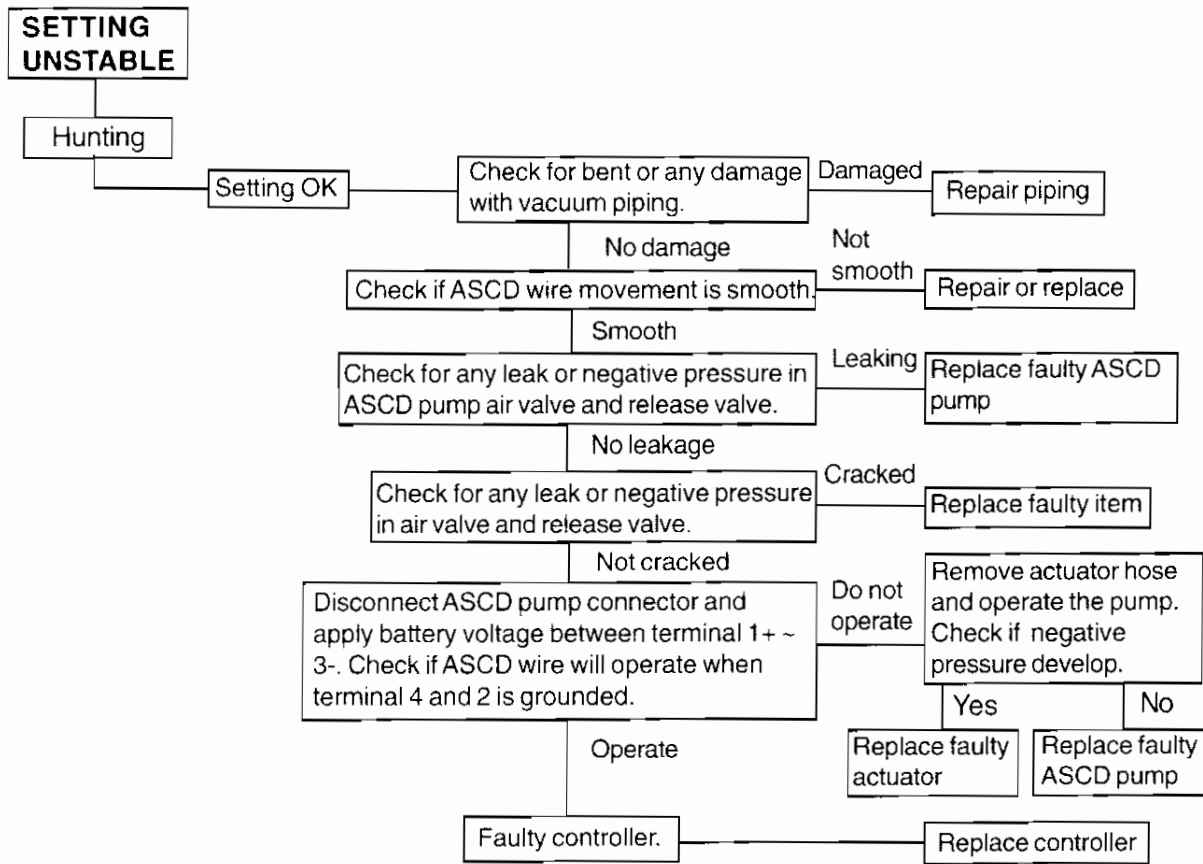 SETTING
UNSTABLE
Hunting
Setting OK
Check for bent or any damage
with vacuum piping.
Damaged
Repair piping
No damage
Not
smooth
Check if ASCD wire movement is smooth.
Repair or replace
Smooth
Leaking
Check for any leak or negative pressure in
ASCD pump air valve and release valve.
Replace faulty ASCD
pump
No leakage
Cracked
Check for any leak or negative pressure
in air valve and release valve.
Replace faulty item
Not cracked
Disconnect ASCD pump connector and
apply battery voltage between terminal 1+ ~
3-. Check if ASCD wire will operate when
terminal 4 and 2 is grounded.
Do not
operate
Remove actuator hose
and operate the pump.
Check if negative
pressure develop.
Yes
No
Replace faulty
actuator
Replace faulty
ASCD pump
Operate
Faulty controller.
Replace controller